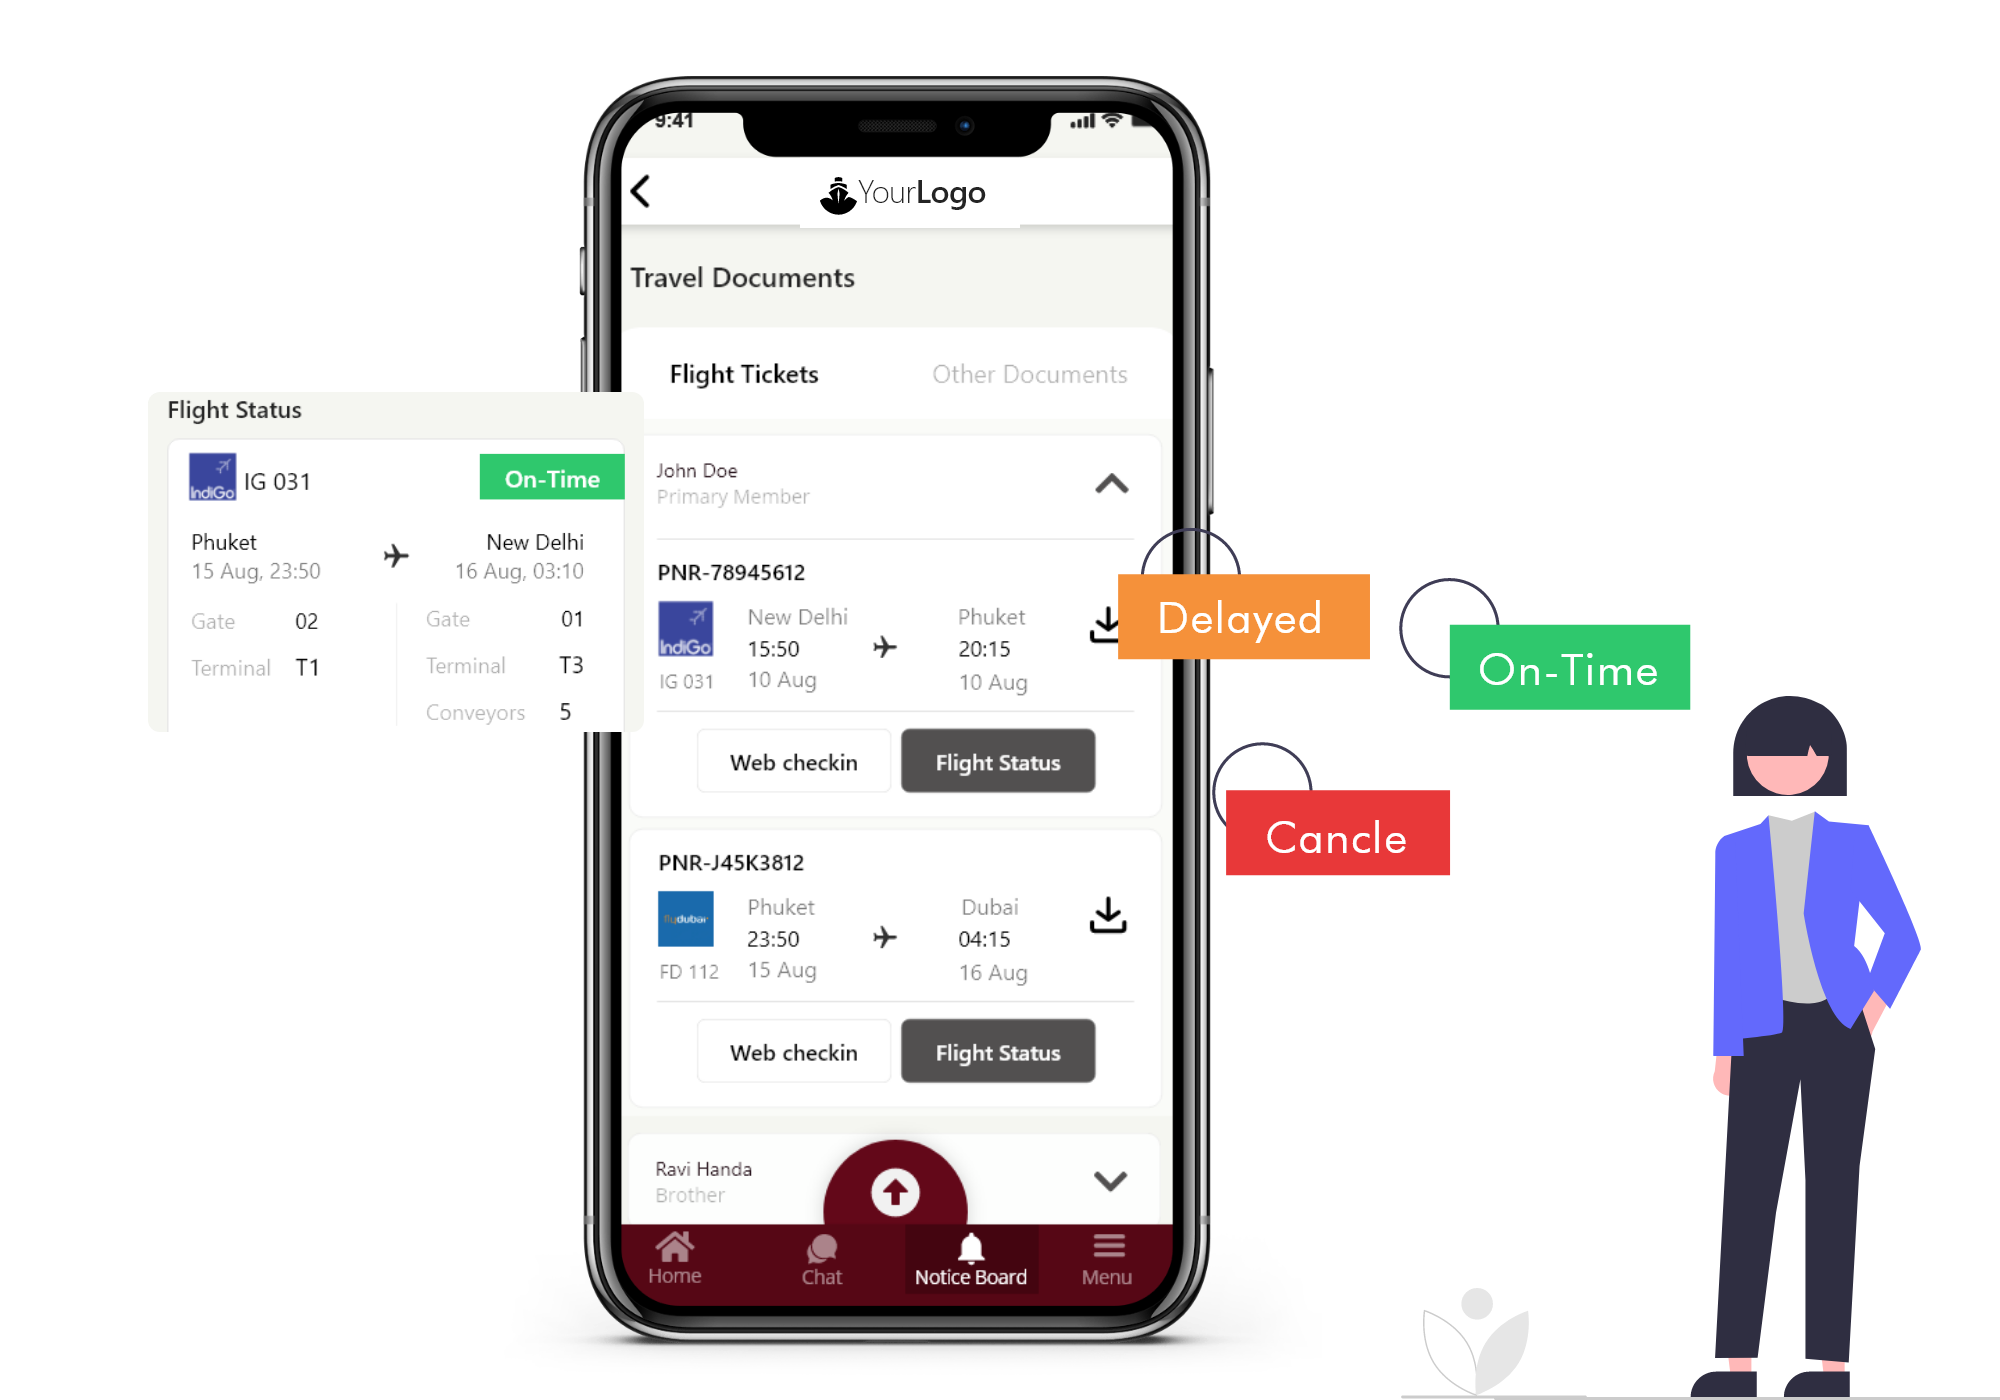 9:41
YourLogo
Travel Documents
Flight Tickets
Other Documents
Flight Status
IndiGo
IG 031
On-Time
Phuket
New Delhi
15 Aug, 23:50
16 Aug, 03:10
Gate 02
Gate 01
Terminal T1
Terminal T3
Conveyors 5
John Doe
Primary Member
PNR-78945612
IndiGo
IG 031
New Delhi
15:50
10 Aug
Phuket
20:15
10 Aug
Web checkin
Flight Status
PNR-J45K3812
flydubai
FD 112
Phuket
23:50
15 Aug
Dubai
04:15
16 Aug
Web checkin
Flight Status
Ravi Handa
Brother
Home
Chat
Notice Board
Menu
Delayed
On-Time
Cancle